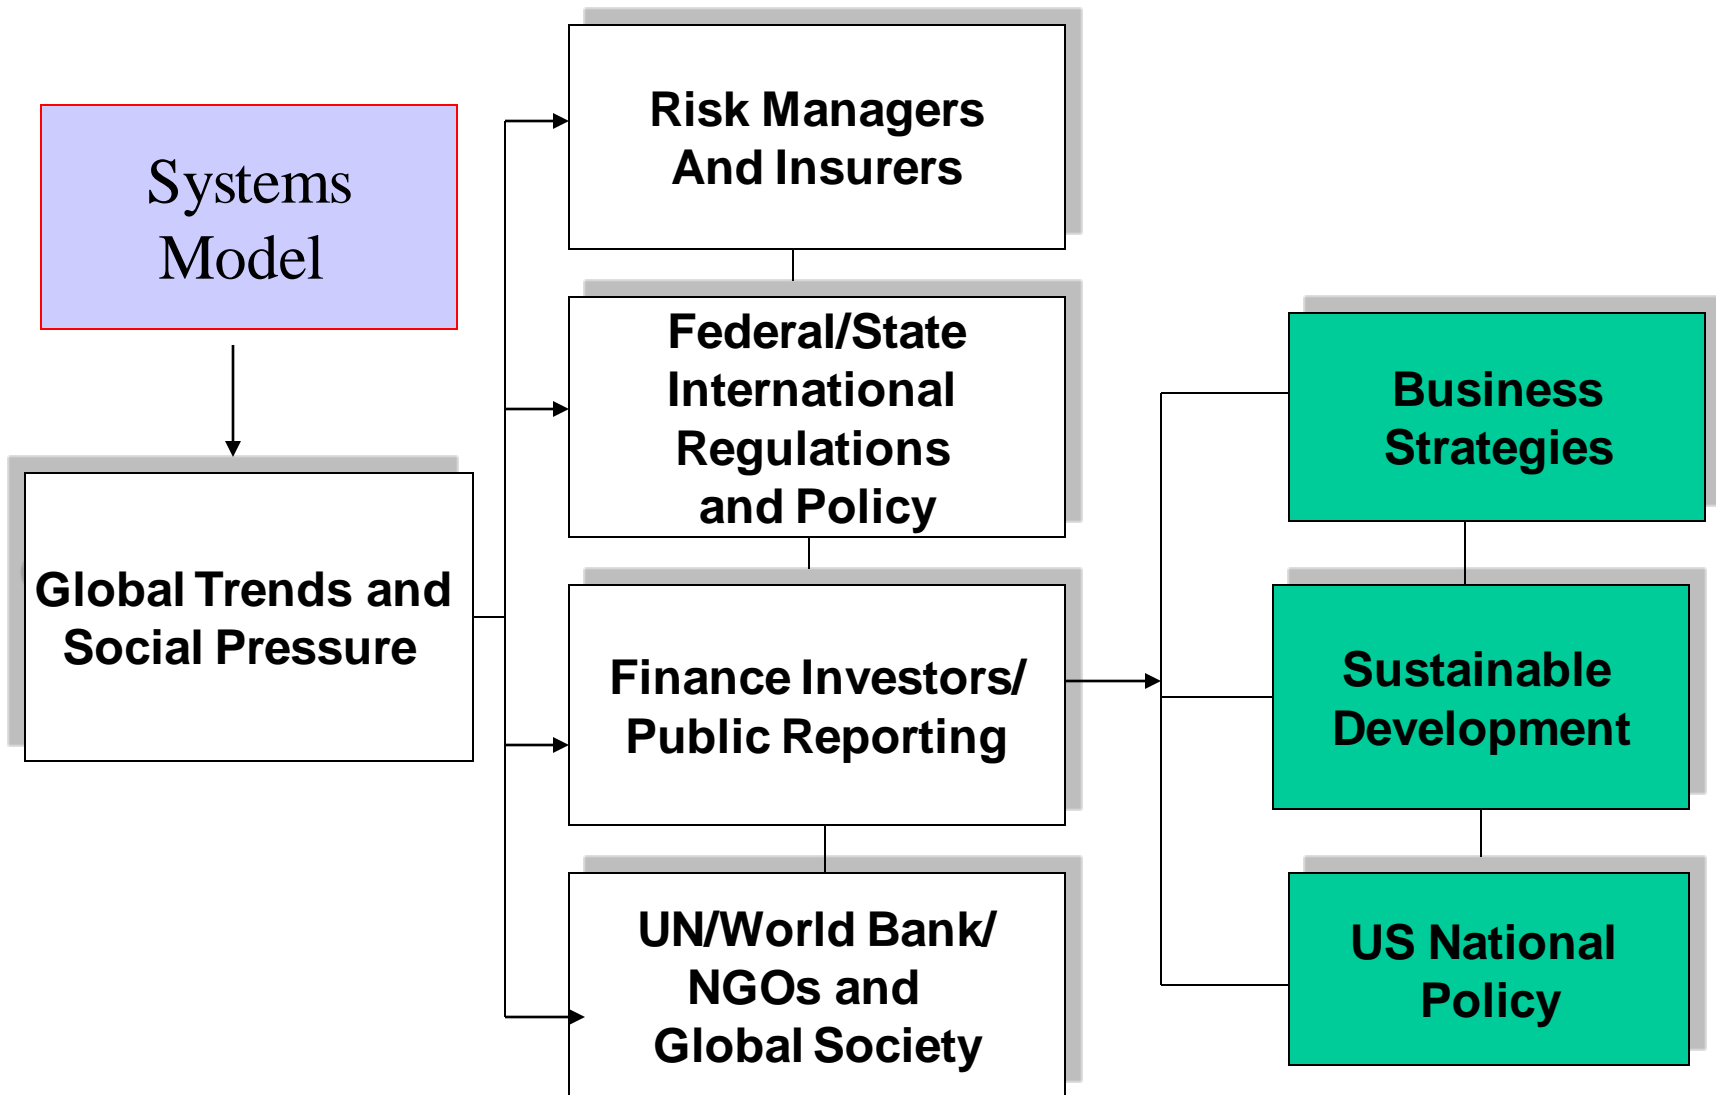 Systems
Model
Global Trends and
Social Pressure
Risk Managers
And Insurers
Federal/State
International
Regulations
and Policy
Finance Investors/
Public Reporting
UN/World Bank/
NGOs and
Global Society
Business
Strategies
Sustainable
Development
US National
Policy